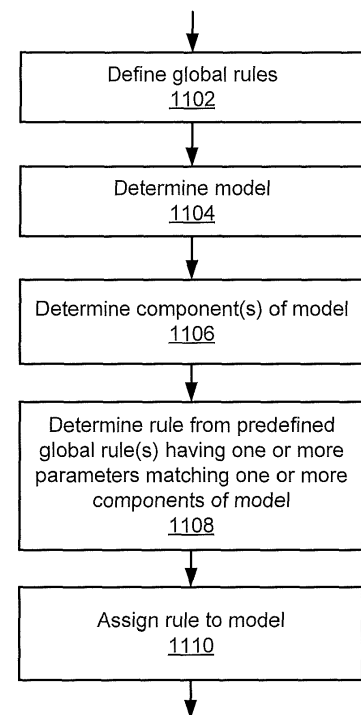 Define global rules
1102
Determine model
1104
Determine component(s) of model
1106
Determine rule from predefined
global rule(s) having one or more
parameters matching one or more
components of model
1108
Assign rule to model
1110